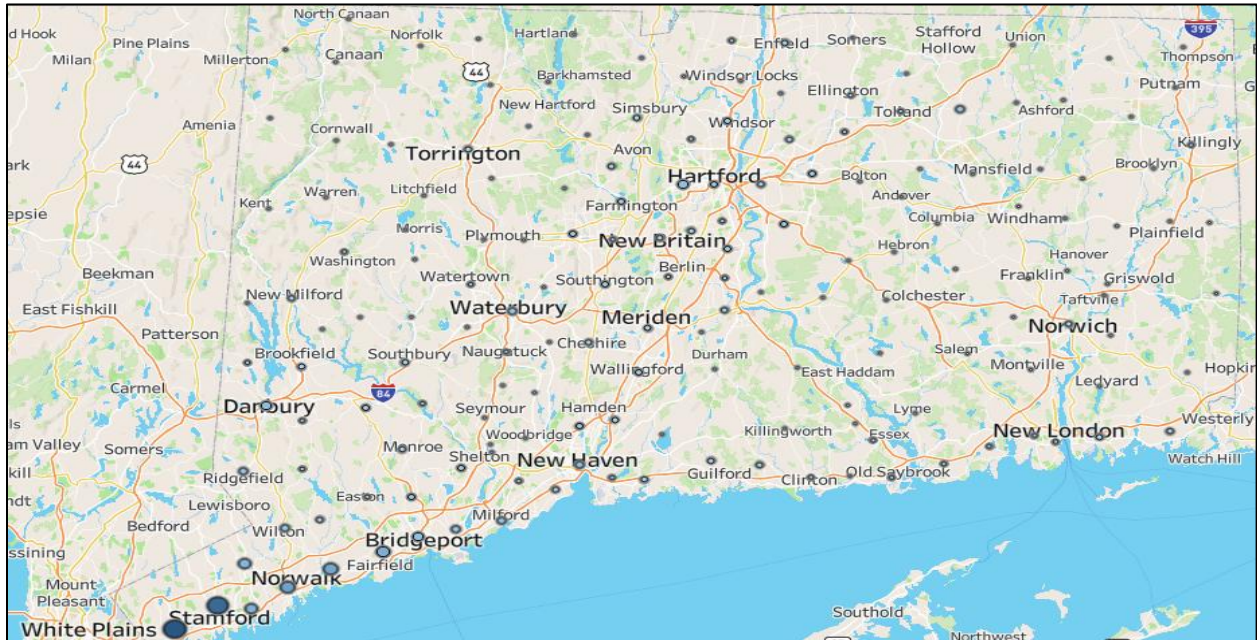 North Canaan
Norfolk
Hartland
Union
395
Enfield
Somers
Stafford
Hollow
d Hook
Pine Plains
Canaan
Thompson
Milan
Millerton
44
Barkhamsted
Windsor Locks
Putnam
New Hartford
Simsbury
Ellington
Tolland
Ashford
Amenia
Cornwall
Windsor
Torrington
Avon
Killingly
ark
44
Hartford
Mansfield
Brooklyn
Warren
Litchfield
Bolton
Andover
epsie
Kent
Farmington
Columbia
Windham
Morris
Plymouth
New Britain
Plainfield
Washington
Hebron
Hanover
Beekman
Watertown
Southington
Berlin
Franklin
Griswold
New Milford
Colchester
Taftville
East Fishkill
Waterbury
Meriden
Norwich
Patterson
Brookfield
Southbury
Naugatuck
Cheshire
Durham
Salem
Montville
Wallingford
East Haddam
Hopkin
Carmel
84
Ledyard
Danbury
Seymour
Hamden
Lyme
ls
Westerly
am Valley
Somers
Monroe
Woodbridge
Killingworth
Essex
New London
kill
Shelton
New Haven
Watch Hill
Ridgefield
Guilford
Clinton
Old Saybrook
ndt
Lewisboro
Easton
Bedford
Wilton
Milford
ssining
Bridgeport
Fairfield
Mount
Pleasant
Norwalk
Stamford
Southold
White Plains
Northwest